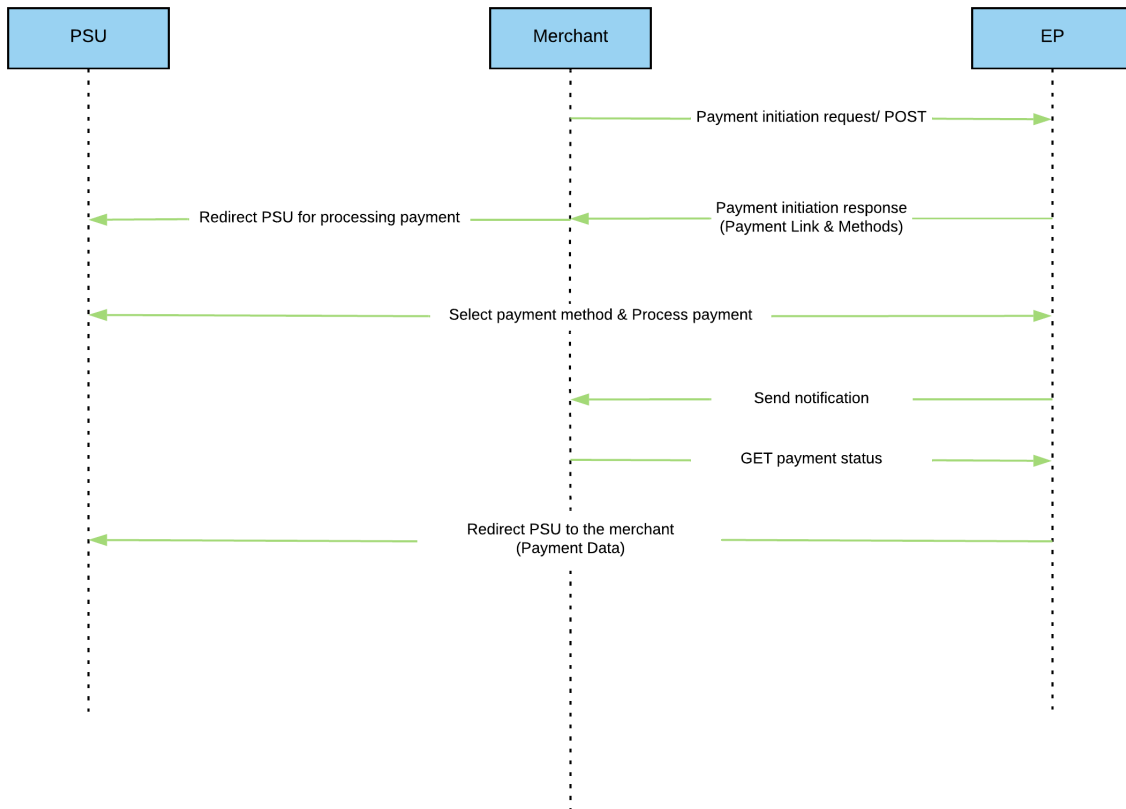 PSU
Merchant
EP
Payment initiation request/ POST
Redirect PSU for processing payment
Payment initiation response
(Payment Link & Methods)
Select payment method & Process payment
Send notification
GET payment status
Redirect PSU to the merchant
(Payment Data)